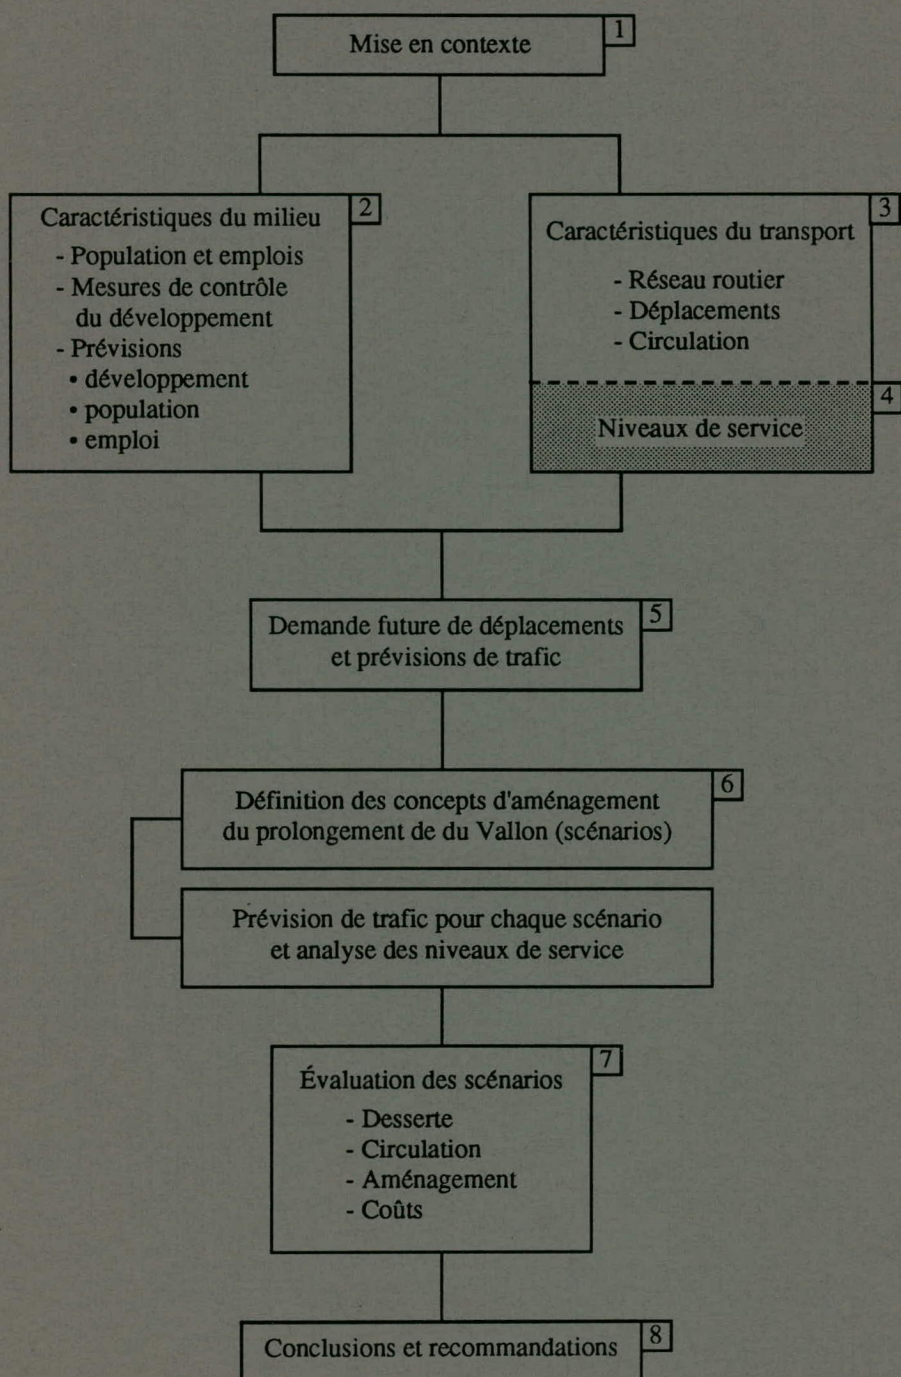 Mise en contexte
1
Caractéristiques du milieu
2
- Population et emplois
- Mesures de contrôle
du développement
- Prévisions
• développement
• population
• emploi
Caractéristiques du transport
3
- Réseau routier
- Déplacements
- Circulation
Niveaux de service
4
Demande future de déplacements
et prévisions de trafic
5
Définition des concepts d'aménagement
du prolongement de du Vallon (scénarios)
6
Prévision de trafic pour chaque scénario
et analyse des niveaux de service
Évaluation des scénarios
7
- Desserte
- Circulation
- Aménagement
- Coûts
Conclusions et recommandations
8